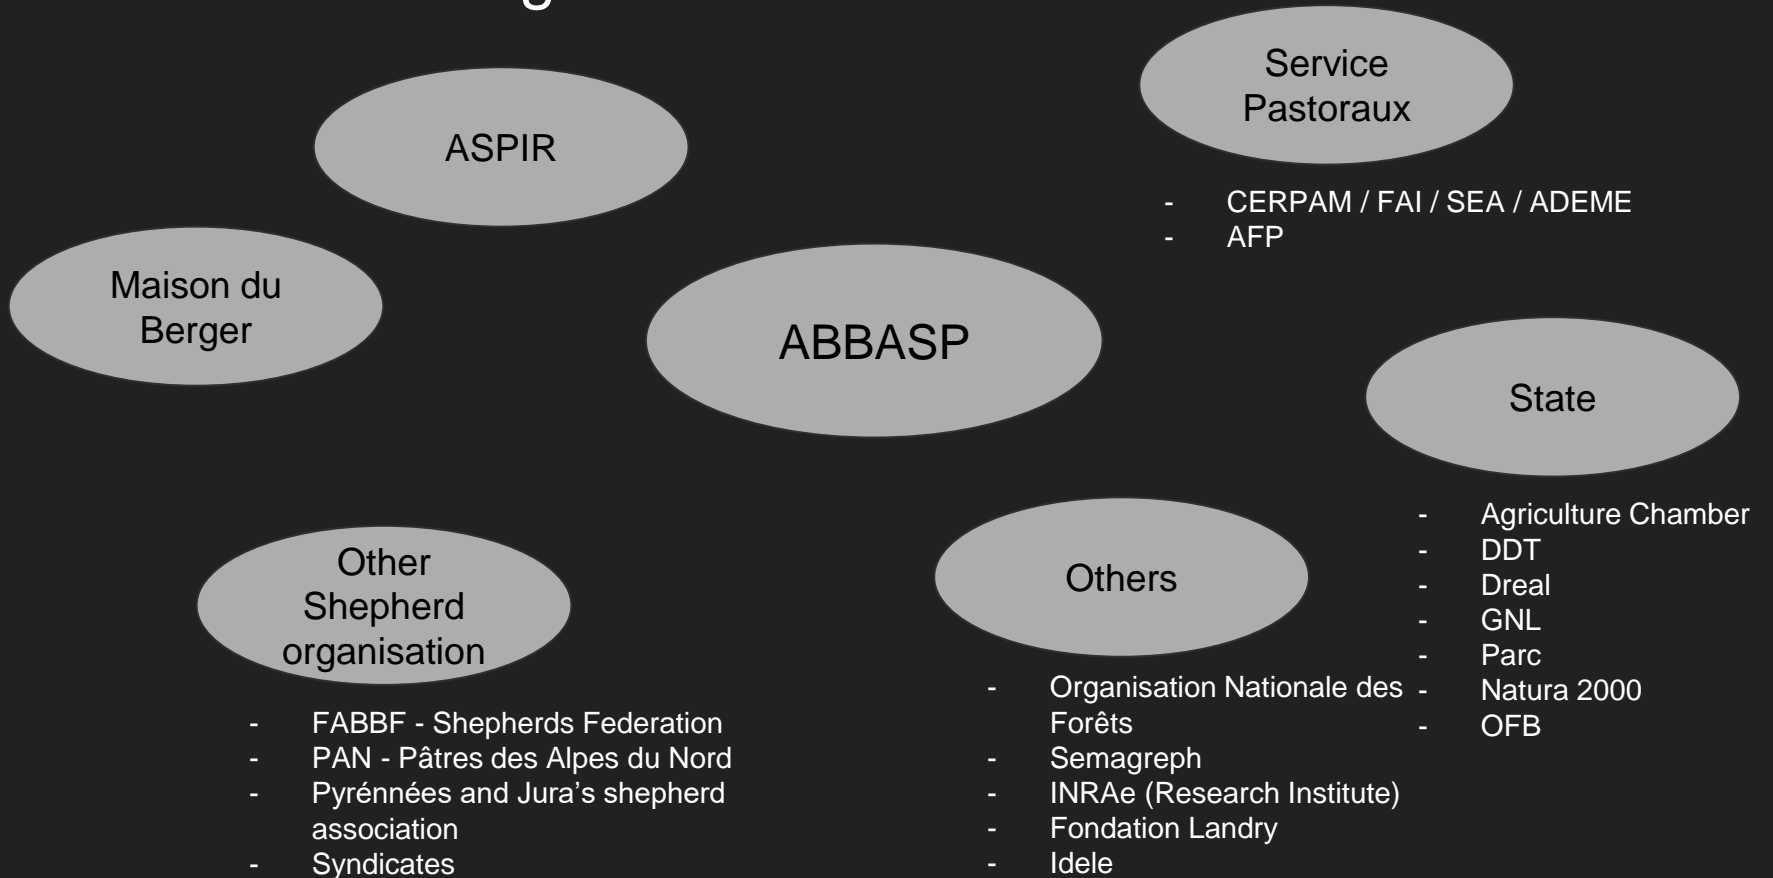 ASPIR
Service
Pastoraux
- CERPAM / FAI / SEA / ADEME
- AFP
Maison du
Berger
ABBASP
State
- Agriculture Chamber
- DDT
- Dreal
- GNL
- Parc
- Natura 2000
- OFB
Other
Shepherd
organisation
- FABBF - Shepherds Federation
- PAN - Pâtres des Alpes du Nord
- Pyrénnées and Jura’s shepherd
association
- Syndicates
Others
- Organisation Nationale des
Forêts
- Semagreph
- INRAe (Research Institute)
- Fondation Landry
- Idele